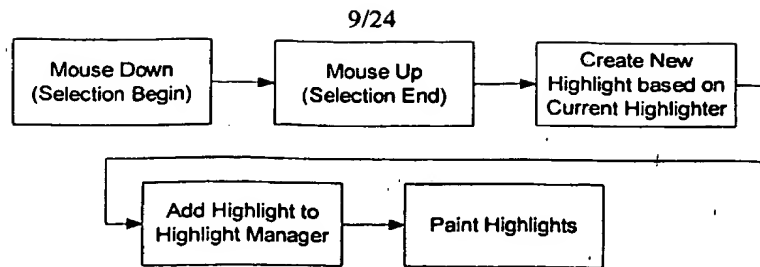 9/24
Mouse Down
(Selection Begin)
Mouse Up
(Selection End)
Create New
Highlight based on
Current Highlighter
Add Highlight to
Highlight Manager
Paint Highlights